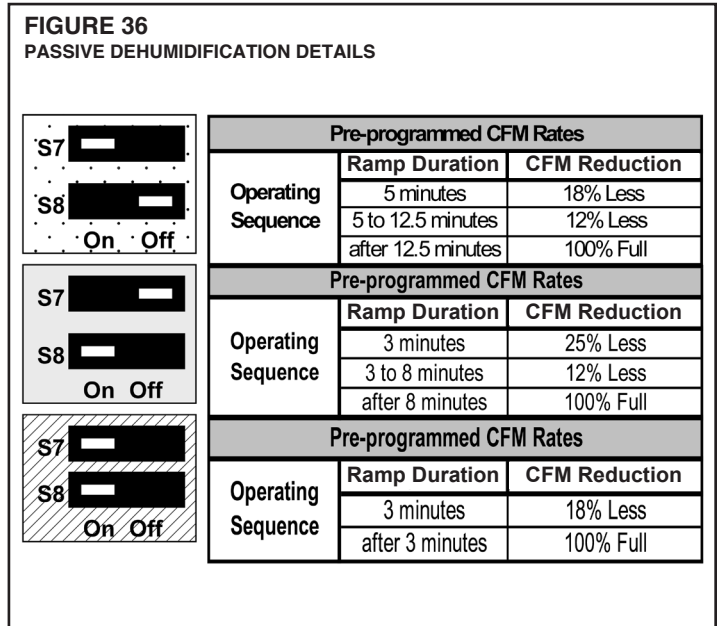 FIGURE 36
PASSIVE DEHUMIDIFICATION DETAILS
S7
S8
On Off
Pre-programmed CFM Rates
Operating Sequence
Ramp Duration CFM Reduction
5 minutes 18% Less
5 to 12.5 minutes 12% Less
after 12.5 minutes 100% Full
S7
S8
On Off
Pre-programmed CFM Rates
Operating Sequence
Ramp Duration CFM Reduction
3 minutes 25% Less
3 to 8 minutes 12% Less
after 8 minutes 100% Full
S7
S8
On Off
Pre-programmed CFM Rates
Operating Sequence
Ramp Duration CFM Reduction
3 minutes 18% Less
after 3 minutes 100% Full